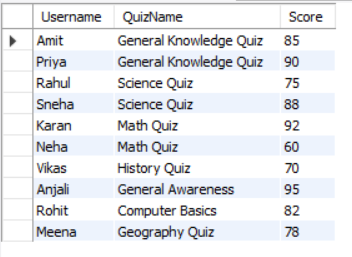 Username QuizName Score
Amit General Knowledge Quiz 85
Priya General Knowledge Quiz 90
Rahul Science Quiz 75
Sneha Science Quiz 88
Karan Math Quiz 92
Neha Math Quiz 60
Vikas History Quiz 70
Anjali General Awareness 95
Rohit Computer Basics 82
Meena Geography Quiz 78